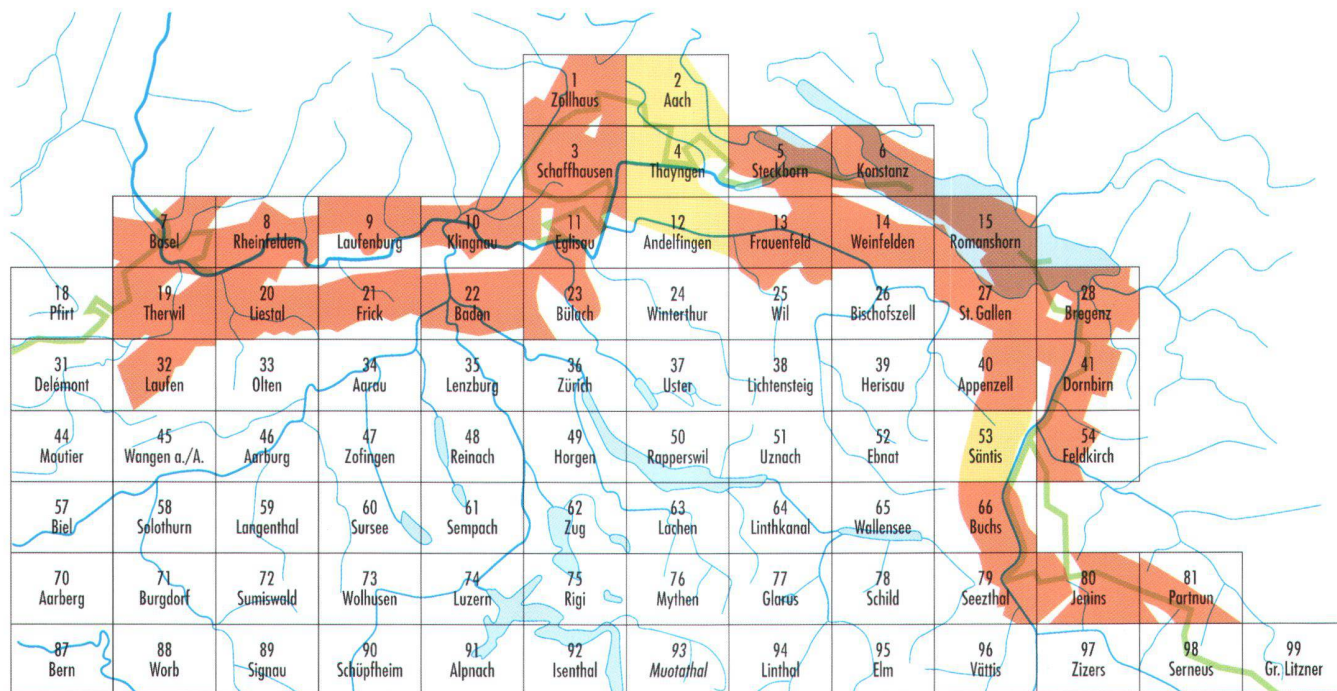 1
Zollhaus
2
Aach
3
Schaffhausen
4
Thayngen
5
Steckborn
6
Konstanz
7
Basel
8
Rheinfelden
9
Laufenburg
10
Klingnau
11
Eglisau
12
Andelfingen
13
Frauenfeld
14
Weinfelden
15
Romanshorn
18
Pfirt
19
Therwil
20
Liestal
21
Frick
22
Baden
23
Bülach
24
Winterthur
25
Wil
26
Bischofszell
27
St. Gallen
28
Bregenz
31
Delémont
32
Laufen
33
Olten
34
Aarau
35
Lenzburg
36
Zürich
37
Uster
38
Lichtensteig
39
Herisau
40
Appenzell
41
Dornbirn
44
Moutier
45
Wangen a./A.
46
Aarburg
47
Zofingen
48
Reinach
49
Horgen
50
Rapperswil
51
Uznach
52
Ebnat
53
Säntis
54
Feldkirch
57
Biel
58
Solothurn
59
Langenthal
60
Sursee
61
Sempach
62
Zug
63
Lachen
64
Linthkanal
65
Wallensee
66
Buchs
70
Aarberg
71
Burgdorf
72
Sumiswald
73
Wolhusen
74
Luzern
75
Rigi
76
Mythen
77
Glarus
78
Schild
79
Seezthal
80
Jenins
81
Partnun
87
Bern
88
Worb
89
Signau
90
Schüpfheim
91
Alpnach
92
Isenthal
93
Muotathal
94
Linthal
95
Elm
96
Vättis
97
Zizers
98
Serneus
99
Gr. Litzner